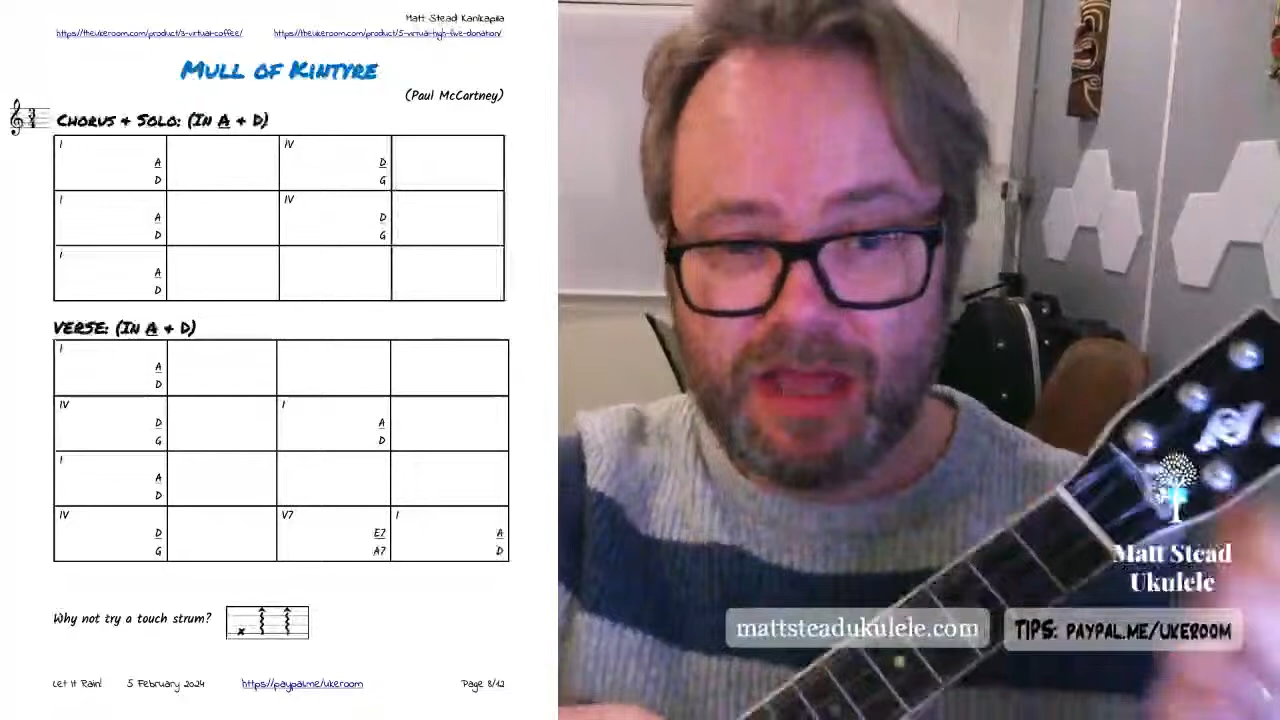 Matt Stead Kanikapila
https://theukeroom.com/product/3-virtual-coffee/ https://theukeroom.com/product/5-virtual-high-five-donation/
Mull of Kintyre
(Paul McCartney)
3/4 Chorus + Solo: (In A + D)
I A D IV D G
I A D IV D G
I A D
VERSE: (In A + D)
I A D
IV D G I A D
I A D
IV D G V7 E7 A7 I A D
Why not try a touch strum? x
Let It Rain! 5 February 2024 https://paypal.me/ukeroom Page 8/12
Matt Stead
Ukulele
mattsteadukulele.com
TIPS: PAYPAL.ME/UKEROOM